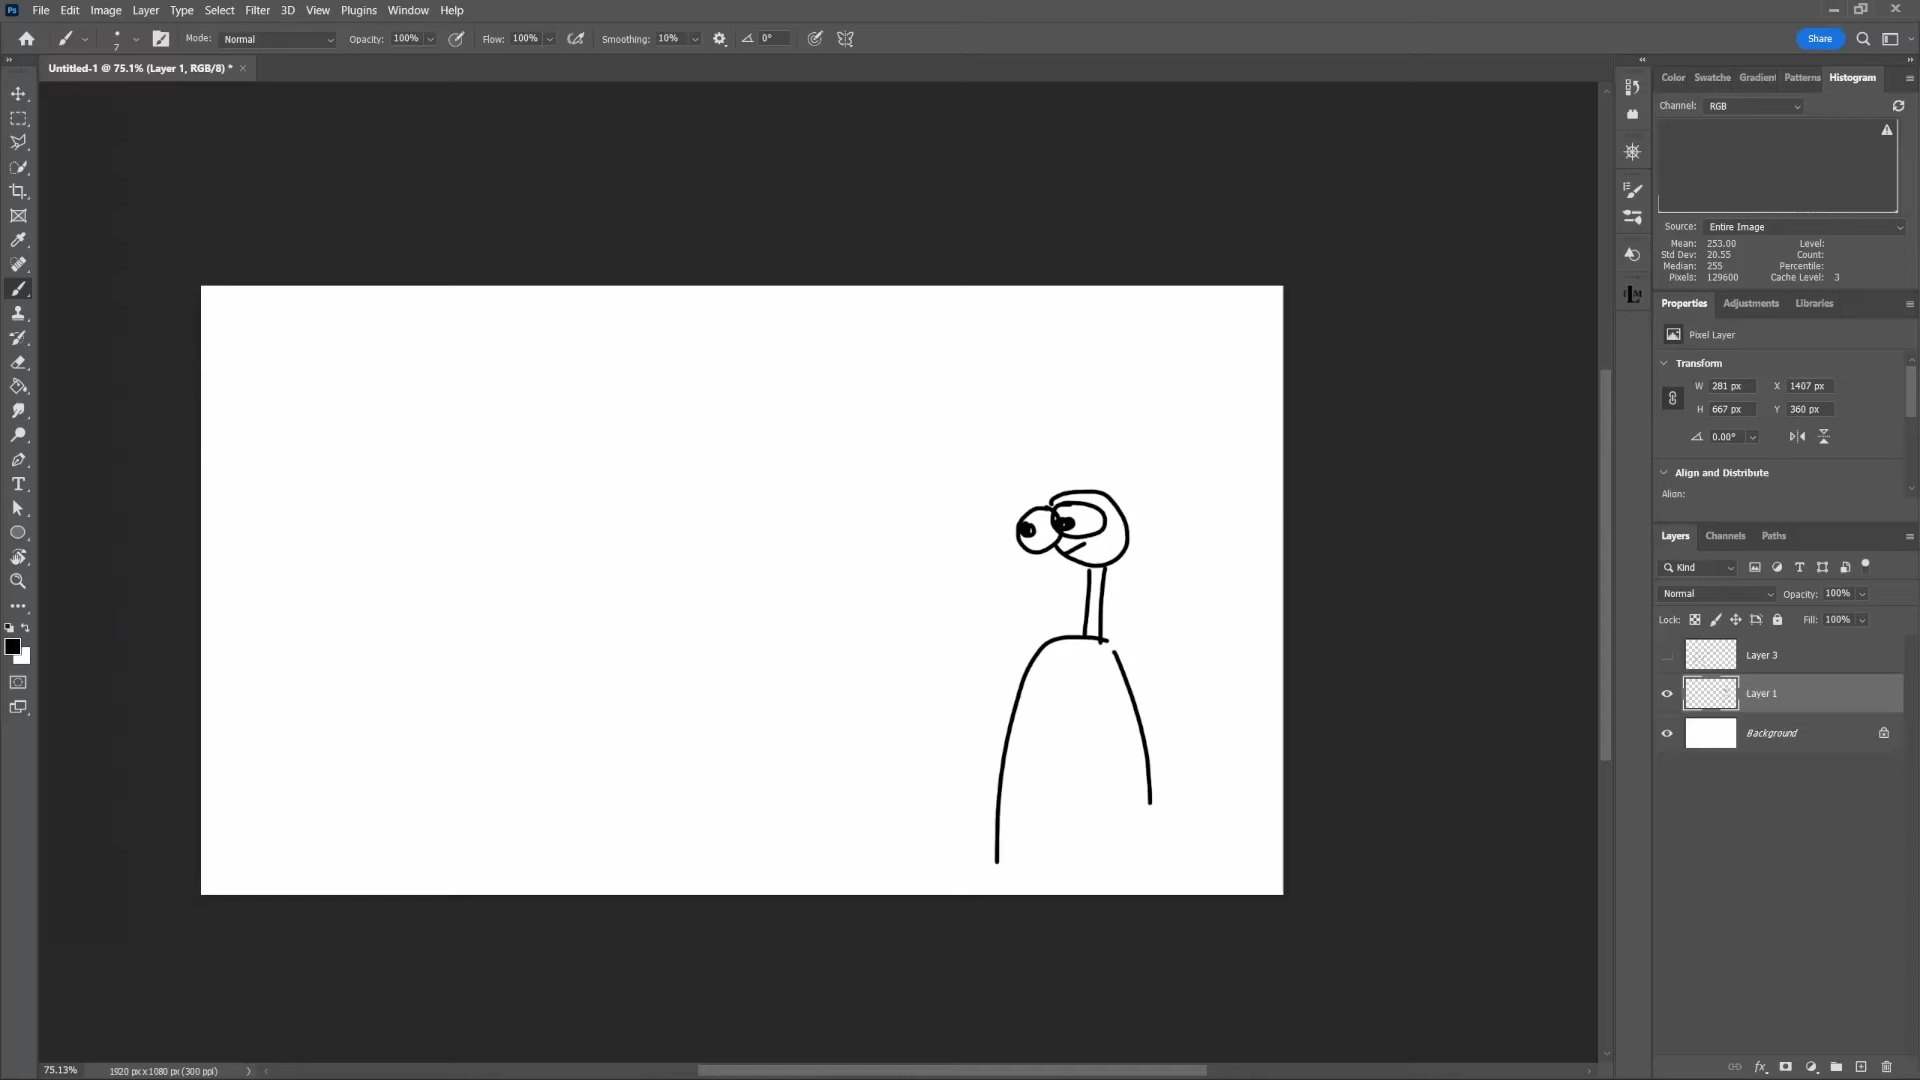 Ps File Edit Image Layer Type Select Filter 3D View Plugins Window Help
7 Mode: Normal Opacity: 100% Flow: 100% Smoothing: 10% 0° Share
Untitled-1 @ 75.1% (Layer 1, RGB/8) *
Color Swatche Gradient Patterns Histogram
Channel: RGB
Source: Entire Image
Mean: 253.00 Level:
Std Dev: 20.55 Count:
Median: 255 Percentile:
Pixels: 129600 Cache Level: 3
Properties Adjustments Libraries
Pixel Layer
Transform
W 281 px X 1407 px
H 667 px Y 360 px
0.00°
Align and Distribute
Align:
Layers Channels Paths
Kind
Normal Opacity: 100%
Lock: Fill: 100%
Layer 3
Layer 1
Background
75.13% 1920 px x 1080 px (300 ppi)